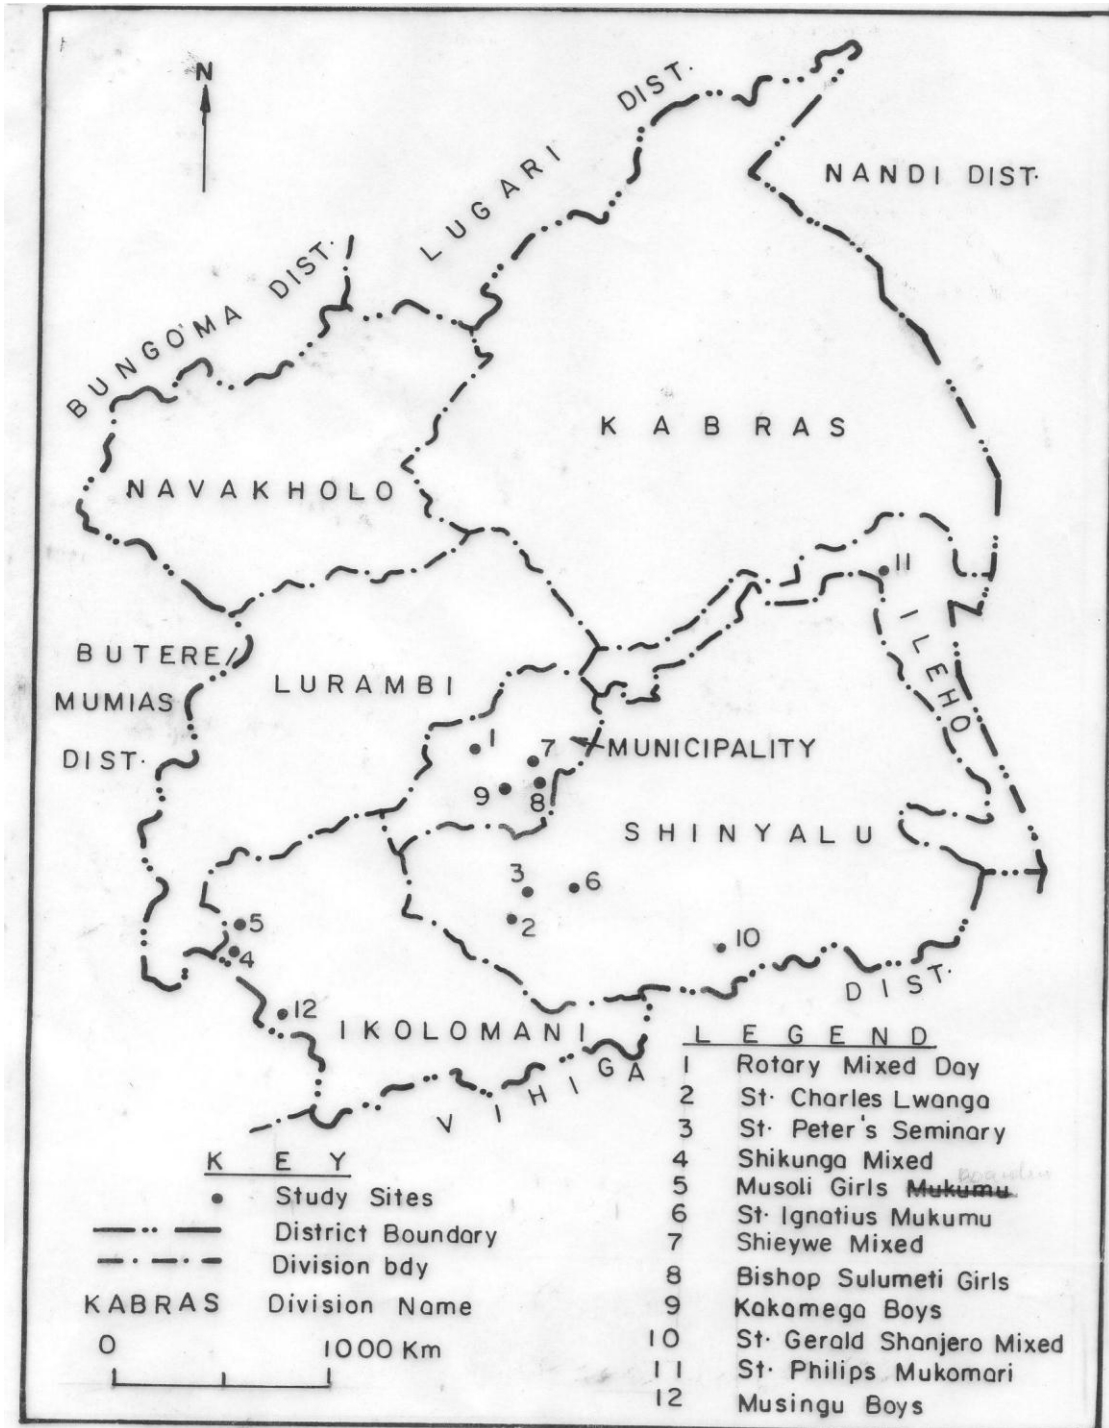 N
LUGARI DIST.
NANDI DIST.
BUNGO'MA DIST.
KABRAS
NAVAKHOLO
11
ILEHO
BUTERE/
MUMIAS
DIST.
LURAMBI
1
7
MUNICIPALITY
9
8
SHINYALU
3
6
2
5
4
10
12
IKOLOMANI
VIHIGA DIST.
LEGEND
1 Rotary Mixed Day
2 St. Charles Lwanga
3 St. Peter's Seminary
4 Shikunga Mixed
5 Musoli Girls Mukumu
6 St. Ignatius Mukumu
7 Shieywe Mixed
8 Bishop Sulumeti Girls
9 Kakamega Boys
10 St. Gerald Shanjero Mixed
11 St. Philips Mukomari
12 Musingu Boys
KEY
Study Sites
District Boundary
Division bdy
KABRAS Division Name
0 1000 Km